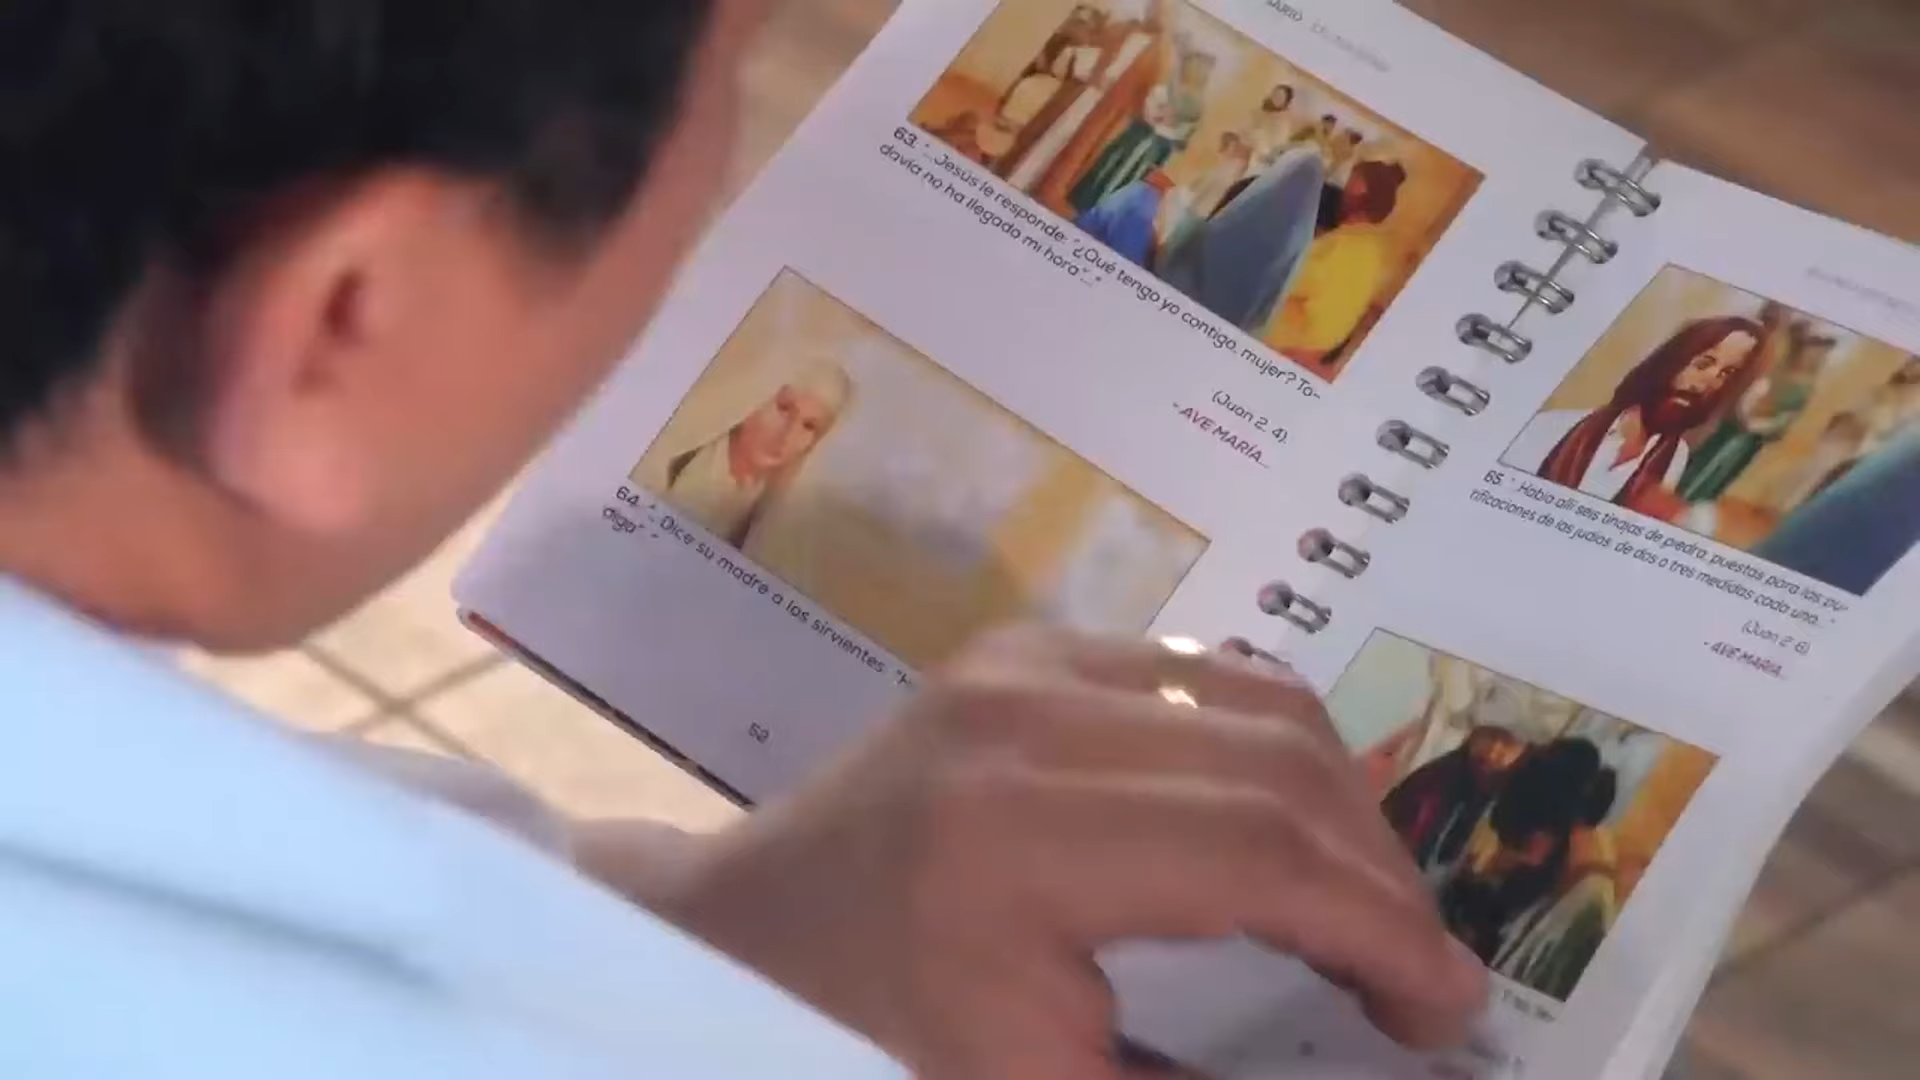 63. "...Jesús le responde: "¿Qué tengo yo contigo, mujer? To-
davía no ha llegado mi hora"..."
(Juan 2, 4).
- AVE MARÍA...
64. "... Dice su madre a los sirvientes:
diga"..."
52
65. "...Había allí seis tinajas de piedra, puestas para las pu-
rificaciones de los judíos, de dos o tres medidas cada una..."
(Juan 2, 6).
- AVE MARÍA...